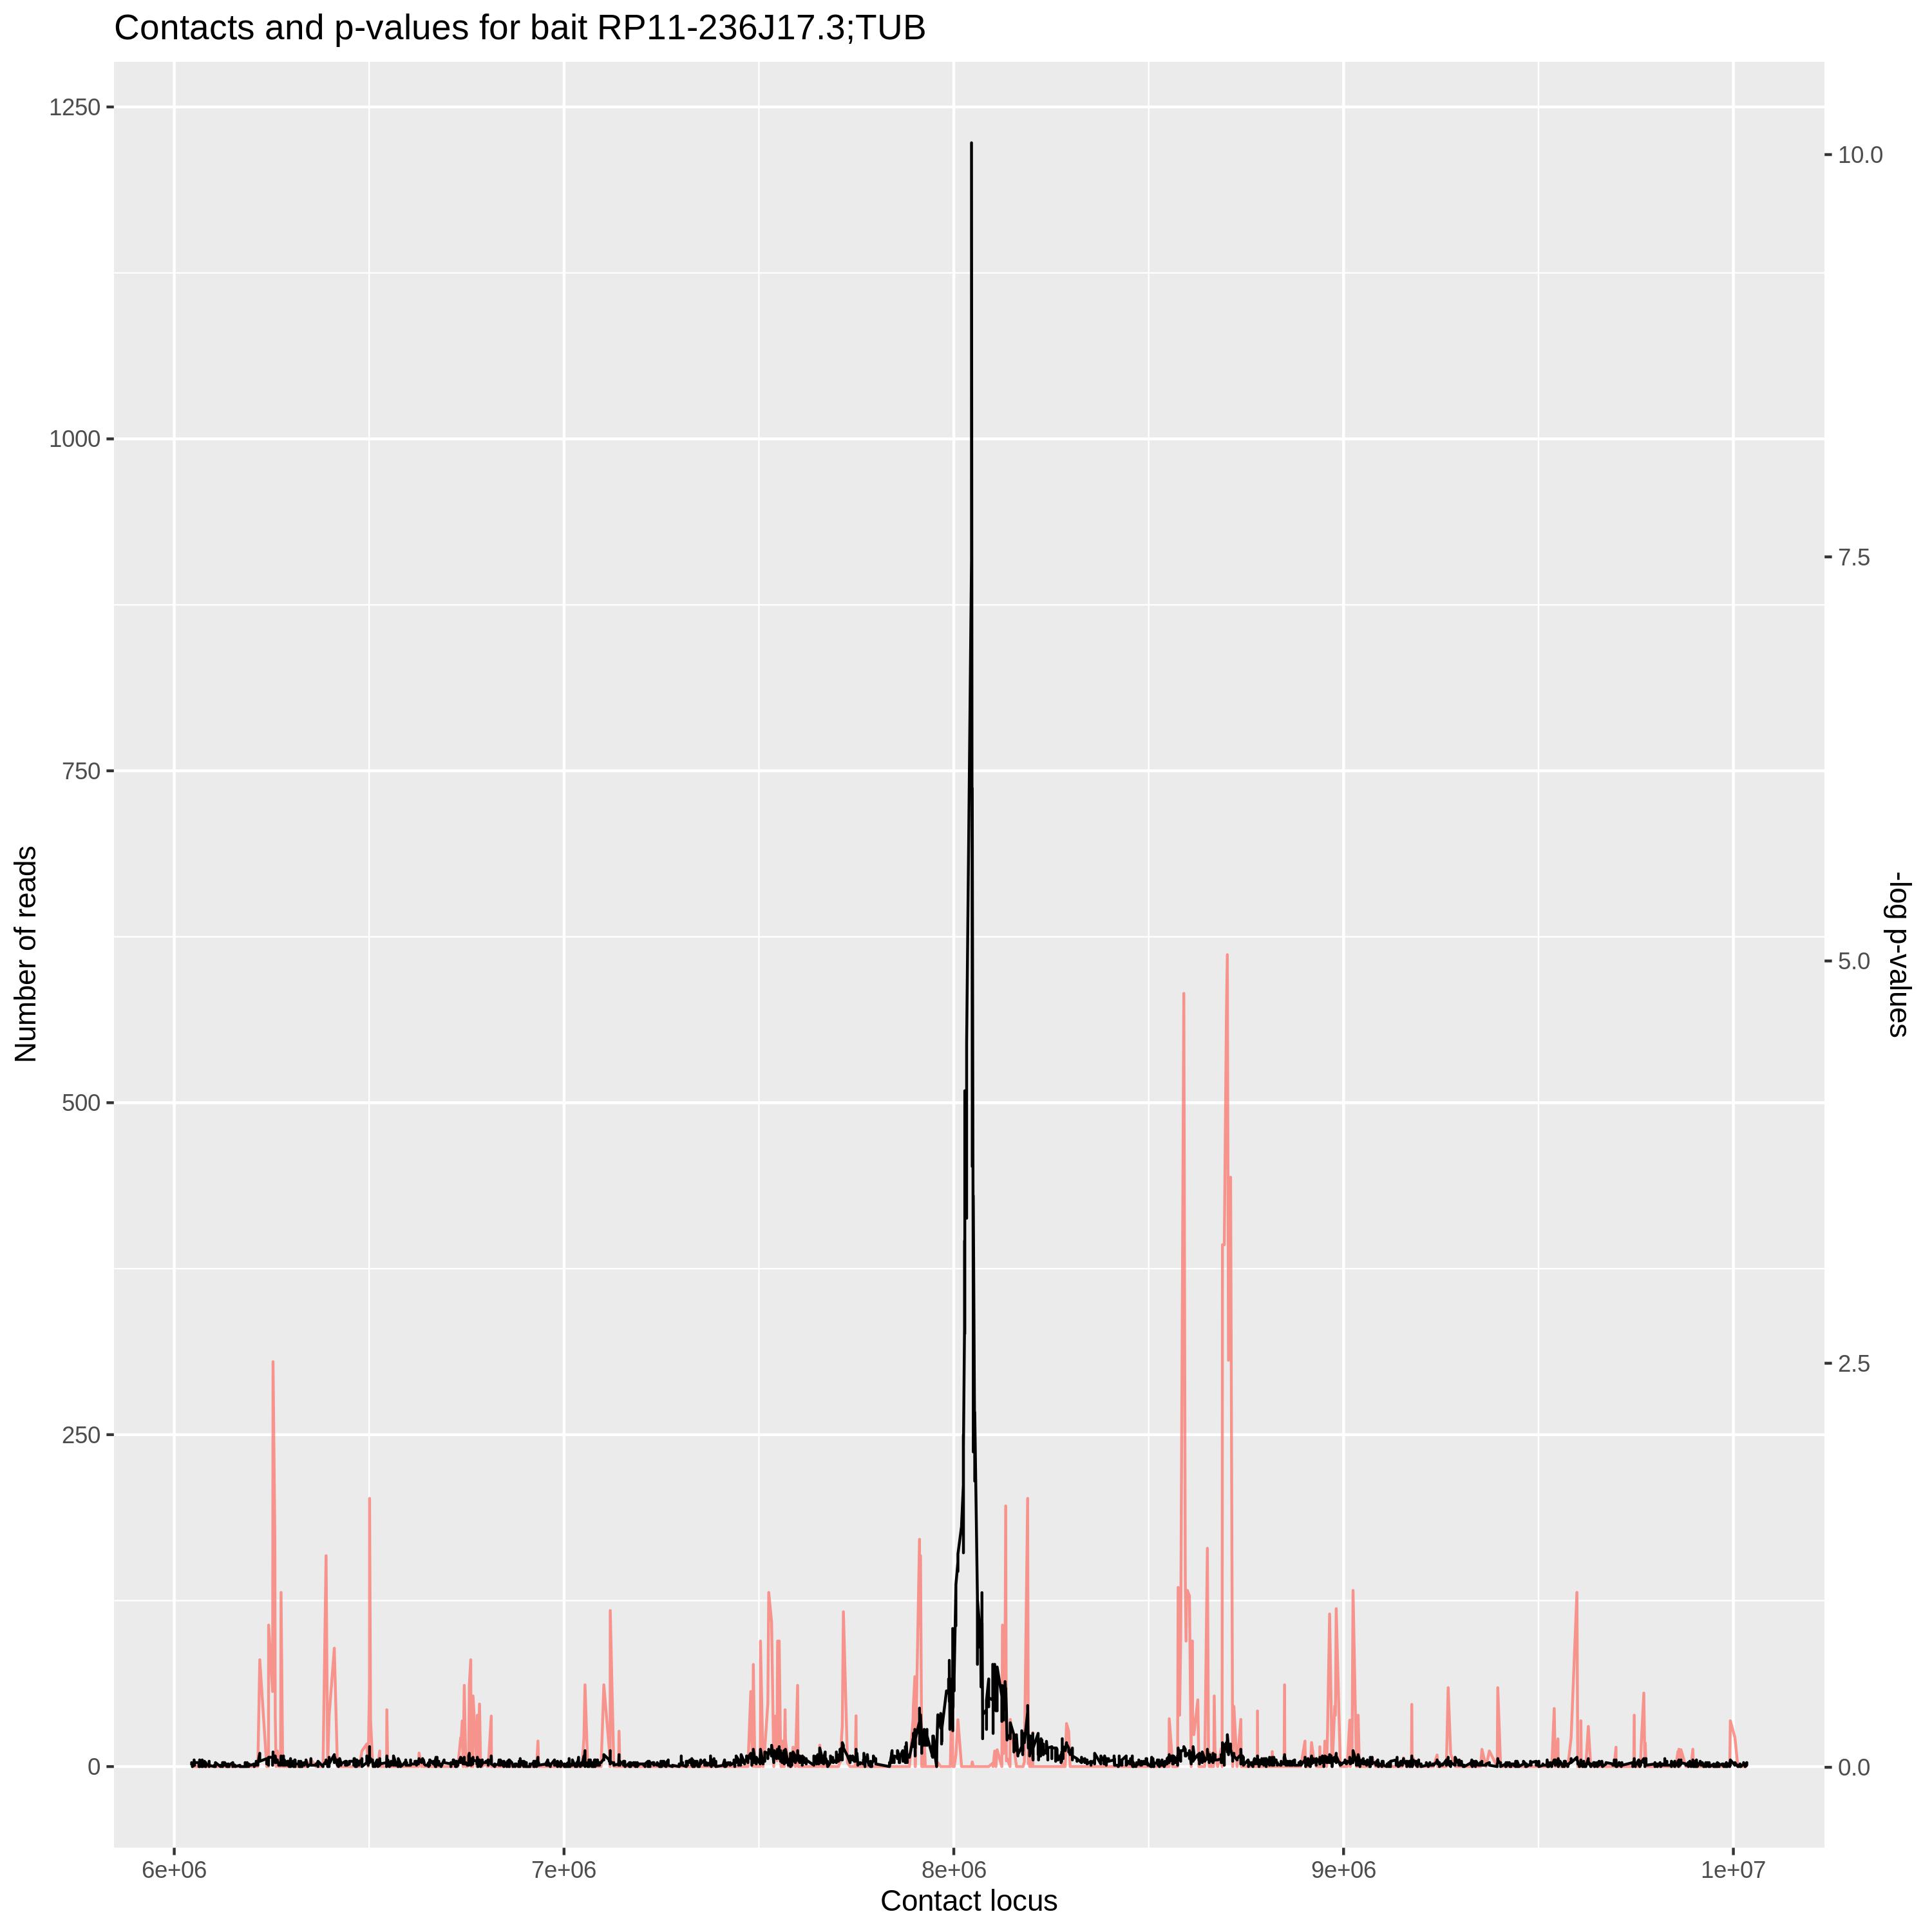 Contacts and p-values for bait RP11-236J17.3;TUB
1250
1000
750
500
250
0
Number of reads
10.0
7.5
5.0
2.5
0.0
-log p-values
6e+06
7e+06
8e+06
9e+06
1e+07
Contact locus